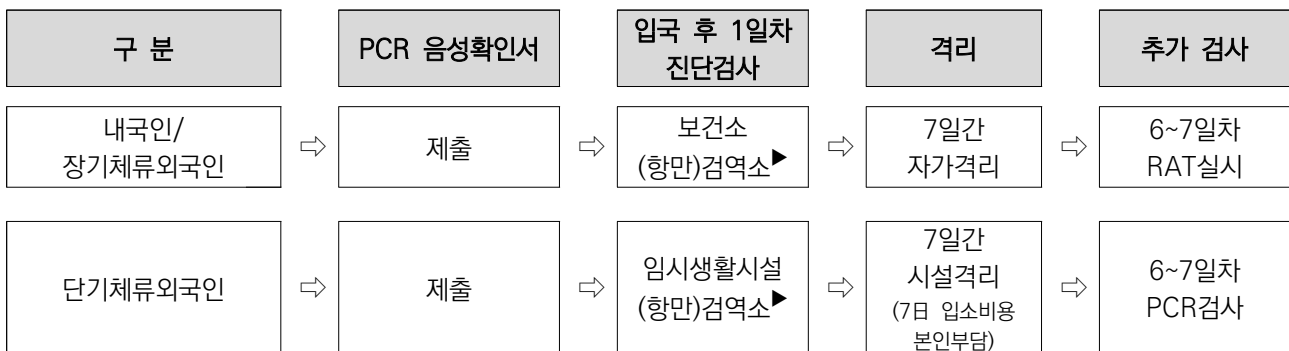 구 분
PCR 음성확인서
입국 후 1일차
진단검사
격리
추가 검사
내국인/
장기체류외국인
⇨
제출
⇨
보건소
(항만)검역소▶
⇨
7일간
자가격리
⇨
6~7일차
RAT실시
단기체류외국인
⇨
제출
⇨
임시생활시설
(항만)검역소▶
⇨
7일간
시설격리
(7日 입소비용
본인부담)
⇨
6~7일차
PCR검사